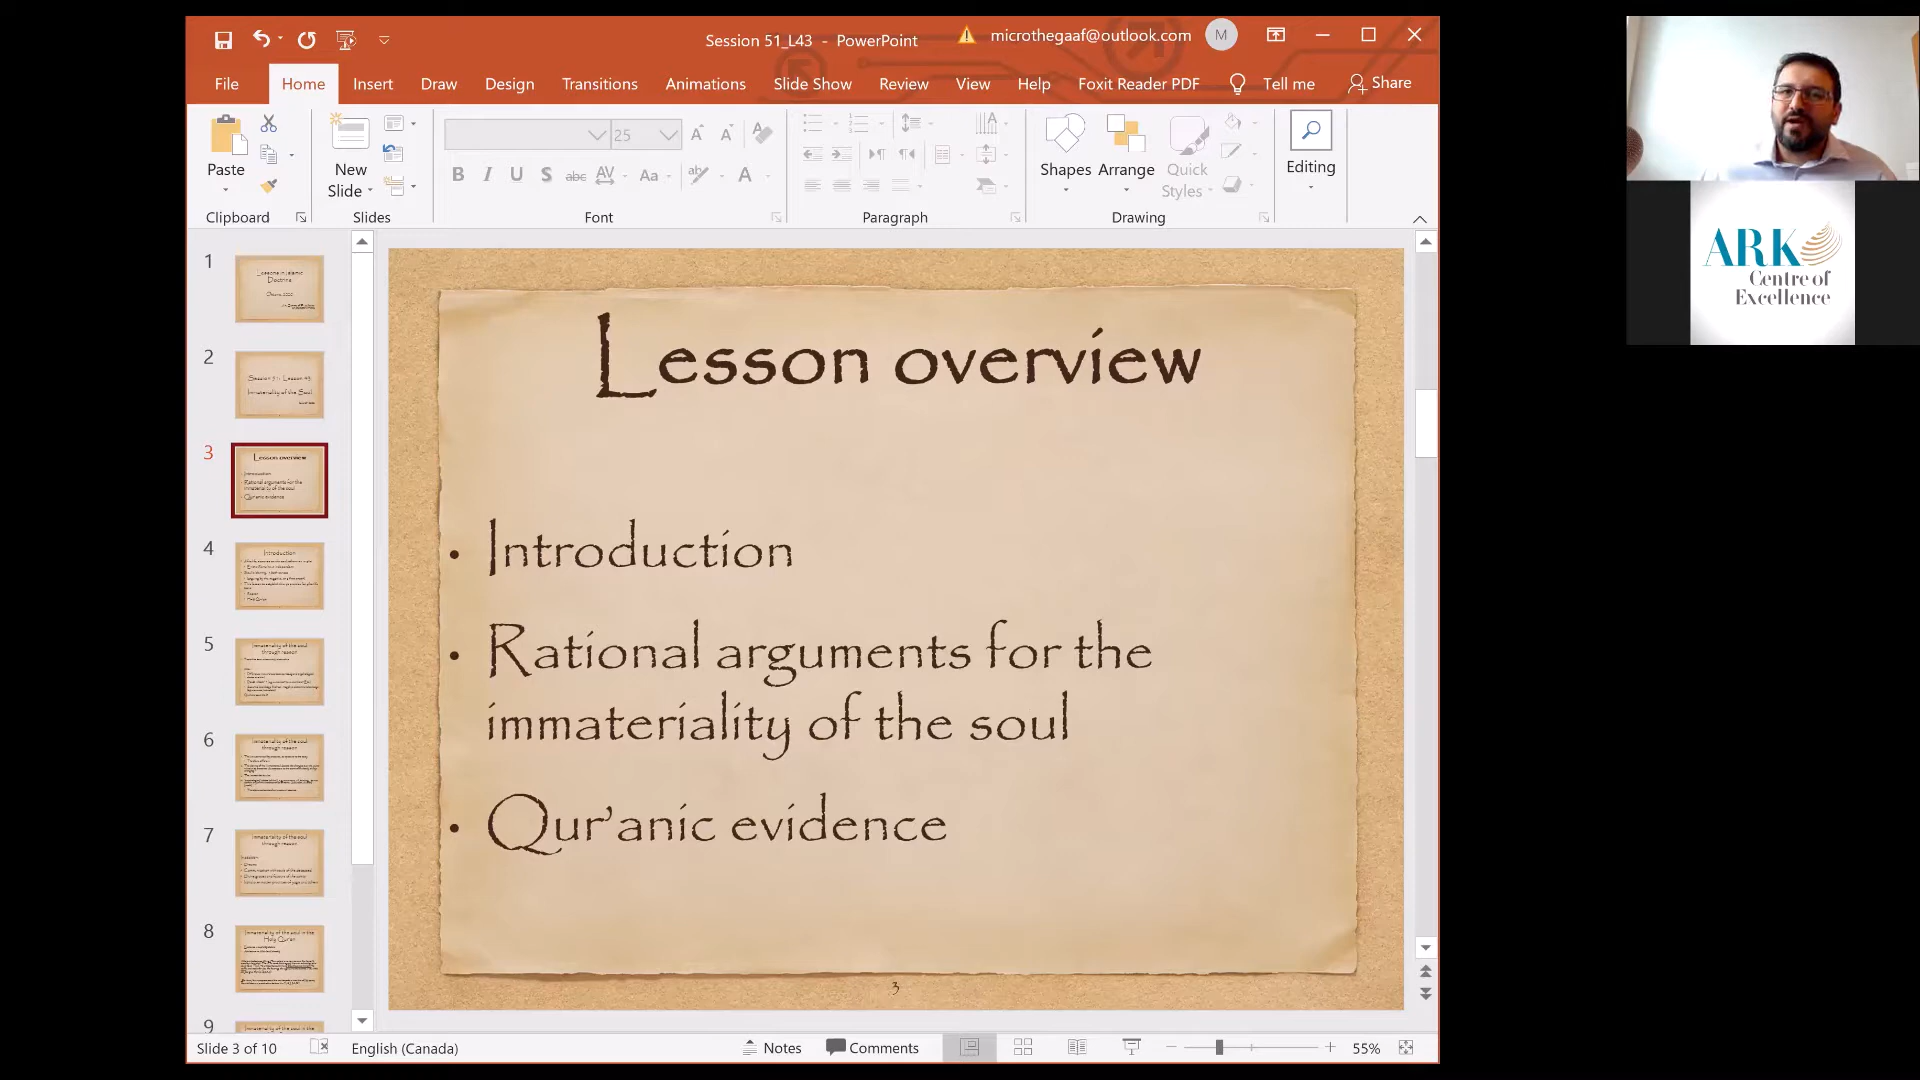 Session 51_L43 - PowerPoint
microthegaaf@outlook.com
M
File Home Insert Draw Design Transitions Animations Slide Show Review View Help Foxit Reader PDF Tell me Share
Paste
New Slide
25
B I U S abc AV Aa A
Shapes Arrange Quick Styles
Editing
Clipboard Slides Font Paragraph Drawing
1
2
3
4
5
6
7
8
9
Lesson overview
• Introduction
• Rational arguments for the
immateriality of the soul
• Qur’anic evidence
3
Slide 3 of 10 English (Canada) Notes Comments 55%
ARK
Centre of
Excellence